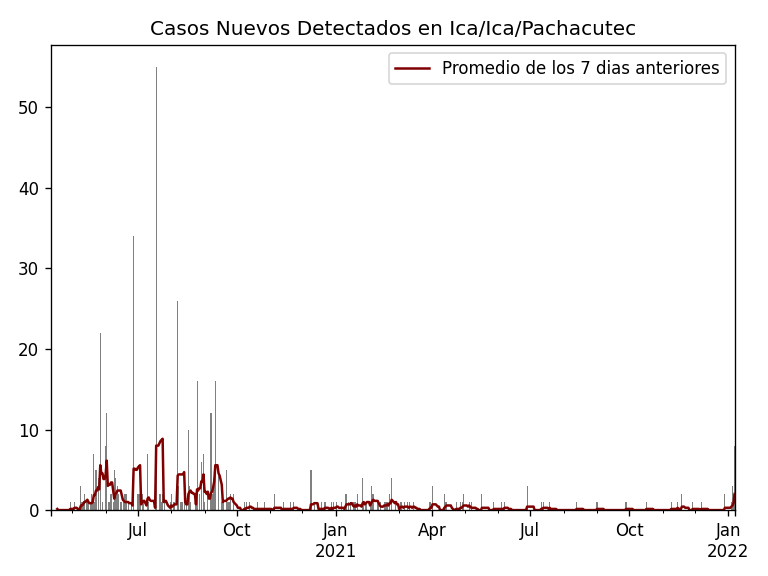 Casos Nuevos Detectados en Ica/Ica/Pachacutec
Promedio de los 7 dias anteriores
50
40
30
20
10
0
Jul
Oct
Jan
2021
Apr
Jul
Oct
Jan
2022